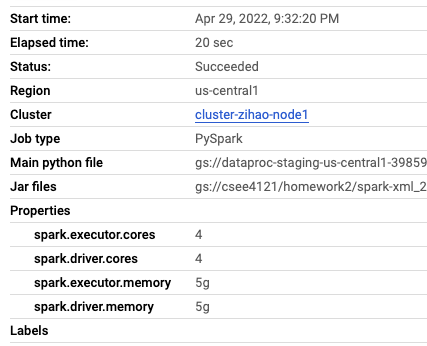 Start time: Apr 29, 2022, 9:32:20 PM
Elapsed time: 20 sec
Status: Succeeded
Region us-central1
Cluster cluster-zihao-node1
Job type PySpark
Main python file gs://dataproc-staging-us-central1-39859
Jar files gs://csee4121/homework2/spark-xml_2
Properties
spark.executor.cores 4
spark.driver.cores 4
spark.executor.memory 5g
spark.driver.memory 5g
Labels